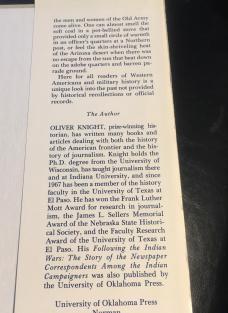 the men and women of the Old Army
come alive. One can almost smell the
soft coal in a pot-bellied stove that
provided only a small circle of warmth
in an officer's quarters at a Northern
post, or feel the skin-shriveling heat
of the Arizona desert when there was
no escape from the sun that beat down
on the adobe quarters and barren pa-
rade ground.
Here for all readers of Western
Americana and military history is a
unique look into the past not provided
by historical recollections or official
records.
The Author
OLIVER KNIGHT, prize-winning his-
torian, has written many books and
articles dealing with both the history
of the American frontier and the his-
tory of journalism. Knight holds the
Ph.D. degree from the University of
Wisconsin, has taught journalism there
and at Indiana University, and since
1967 has been a member of the history
faculty in the University of Texas at
El Paso. He has won the Frank Luther
Mott Award for research in journal-
ism, the James L. Sellers Memorial
Award of the Nebraska State Histori-
cal Society, and the Faculty Research
Award of the University of Texas at
El Paso. His Following the Indian
Wars: The Story of the Newspaper
Correspondents Among the Indian
Campaigners was also published by
the University of Oklahoma Press.
University of Oklahoma Press
Norman